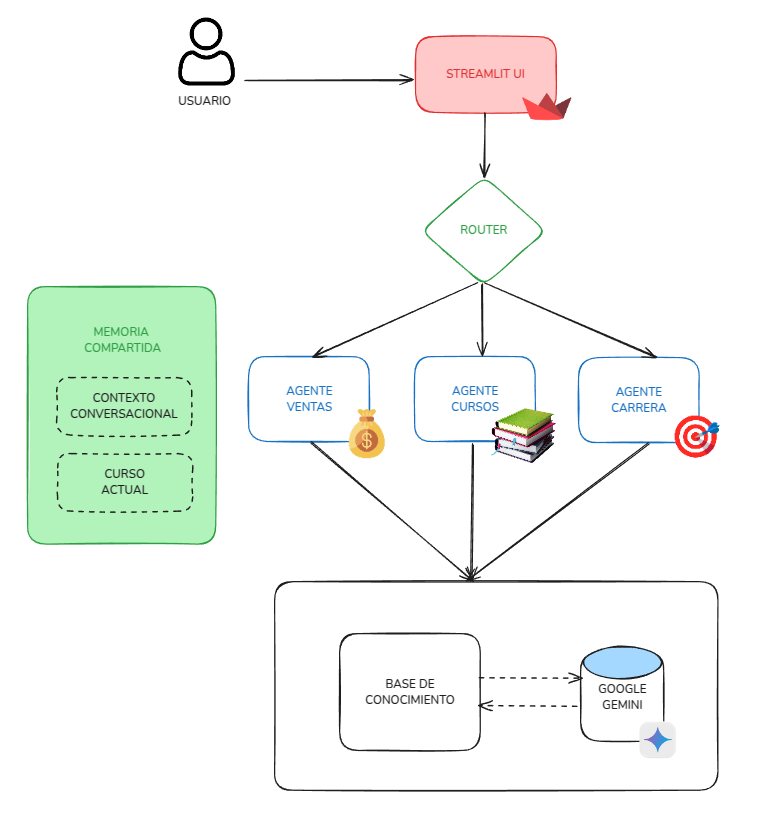 USUARIO
STREAMLIT UI
ROUTER
MEMORIA
COMPARTIDA
CONTEXTO
CONVERSACIONAL
CURSO
ACTUAL
AGENTE
VENTAS
AGENTE
CURSOS
AGENTE
CARRERA
BASE DE
CONOCIMIENTO
GOOGLE
GEMINI